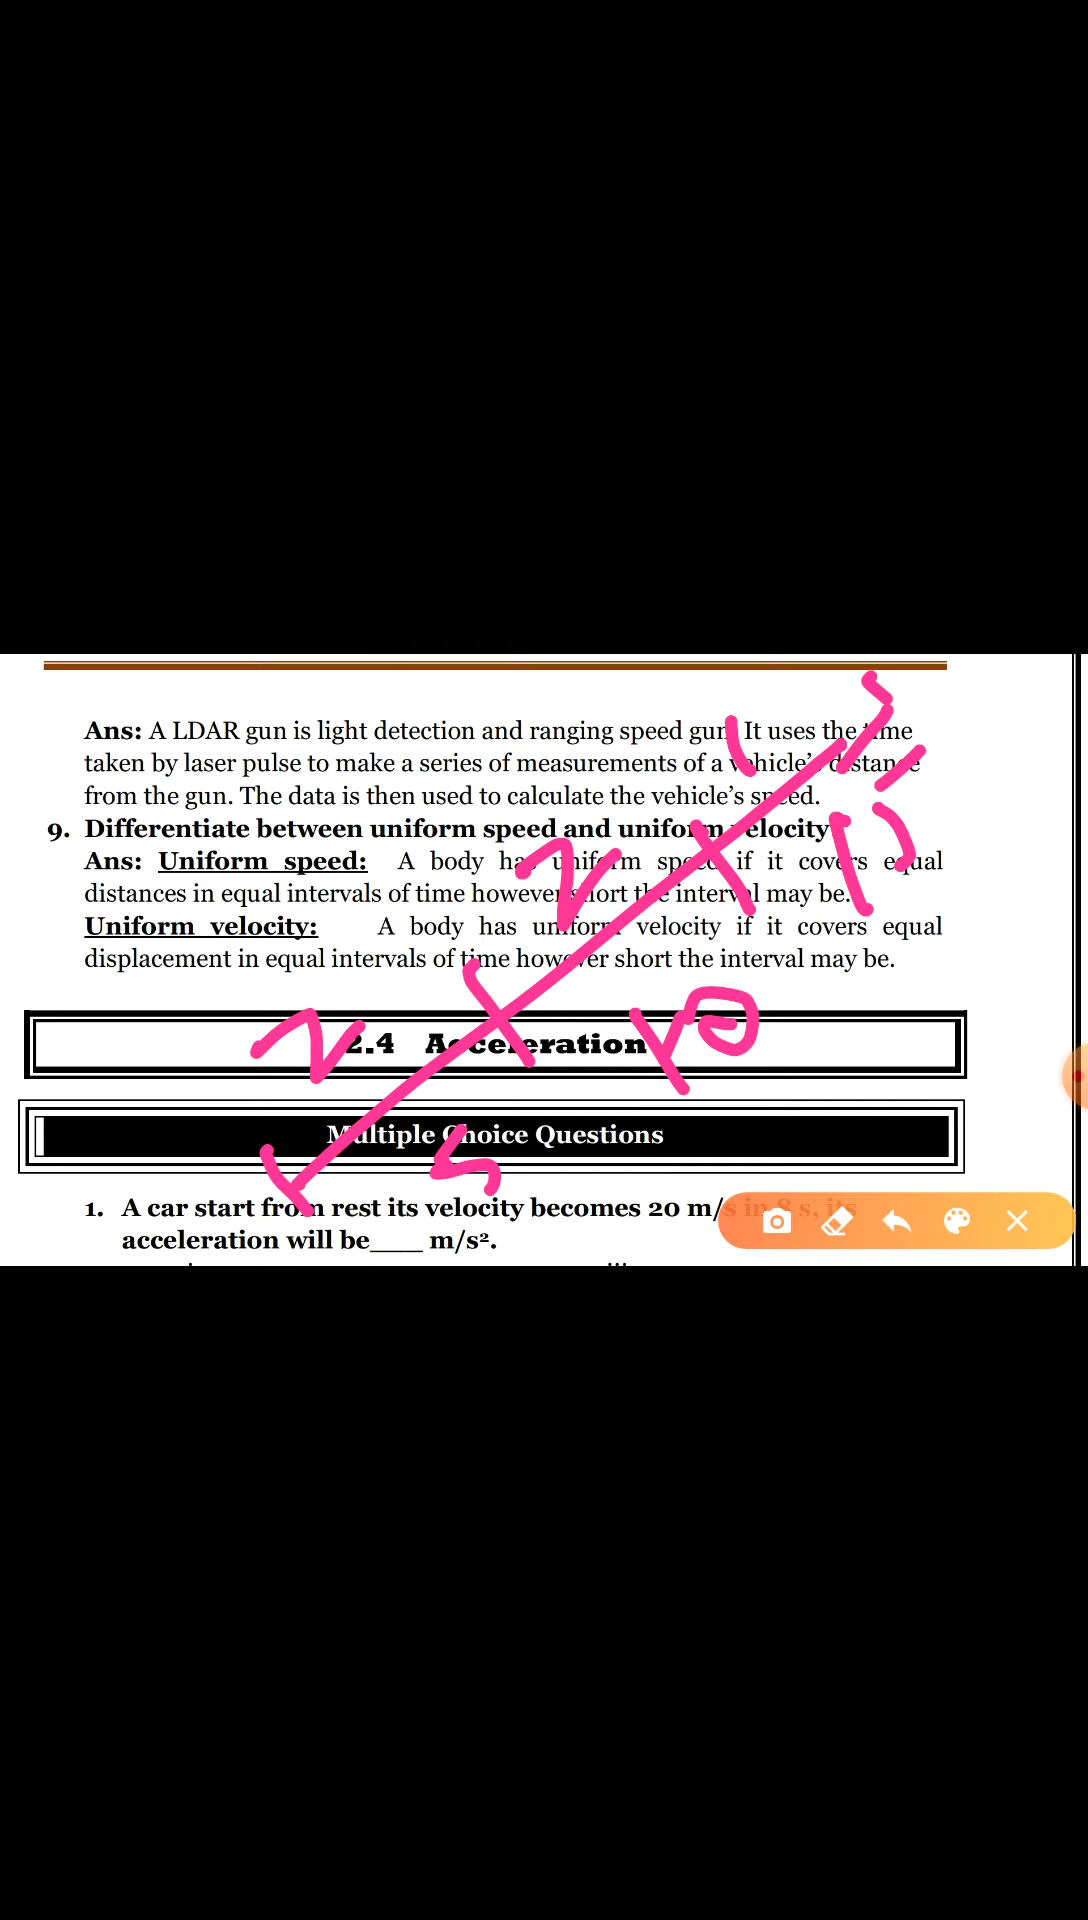 Ans: A LDAR gun is light detection and ranging speed gun. It uses the time
taken by laser pulse to make a series of measurements of a vehicle's distance
from the gun. The data is then used to calculate the vehicle's speed.
9. Differentiate between uniform speed and uniform velocity
Ans: Uniform speed: A body has uniform speed if it covers equal
distances in equal intervals of time however short the interval may be.
Uniform velocity: A body has uniform velocity if it covers equal
displacement in equal intervals of time however short the interval may be.
2.4 Acceleration
Multiple Choice Questions
1. A car start from rest its velocity becomes 20 m/s in 8 s, its
acceleration will be____ m/s².